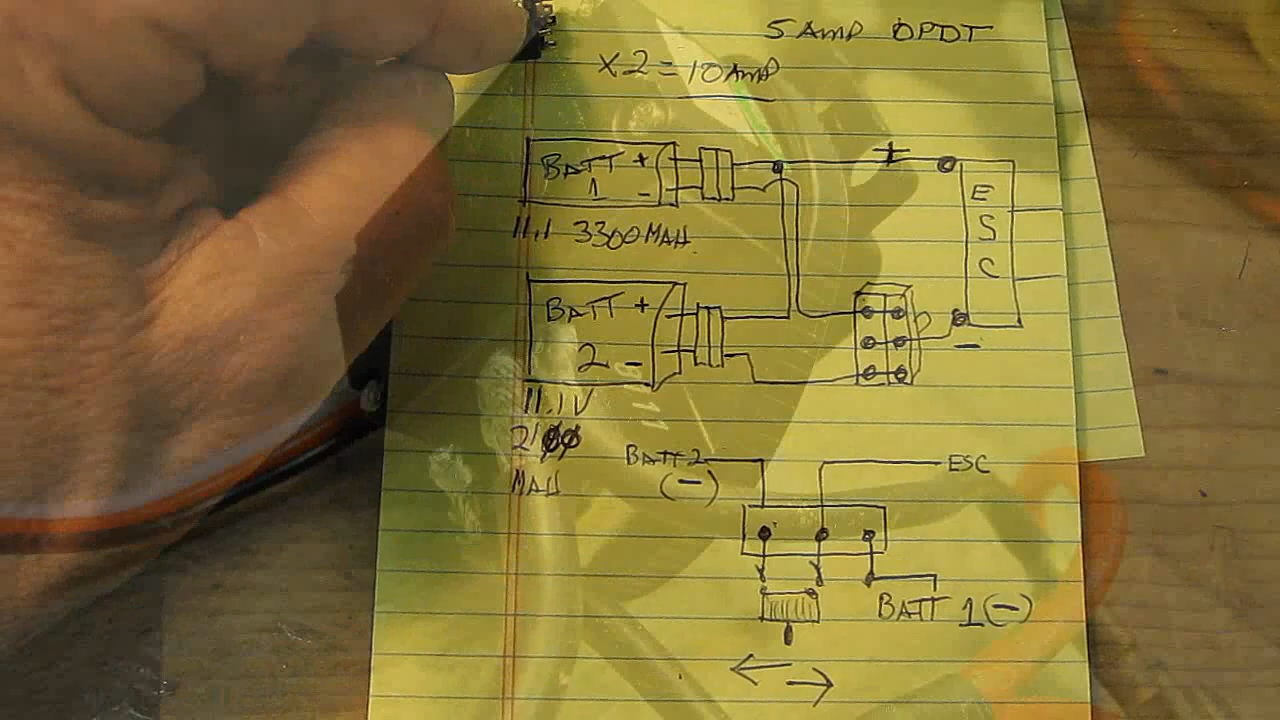 5 AMP DPDT
X2 = 10 AMP
BATT +
1 -
+
E
S
C
11.1 3300 MAH
BATT +
2 -
-
11.1V
2100
MAH
BATT 2
(-)
ESC
BATT 1 (-)